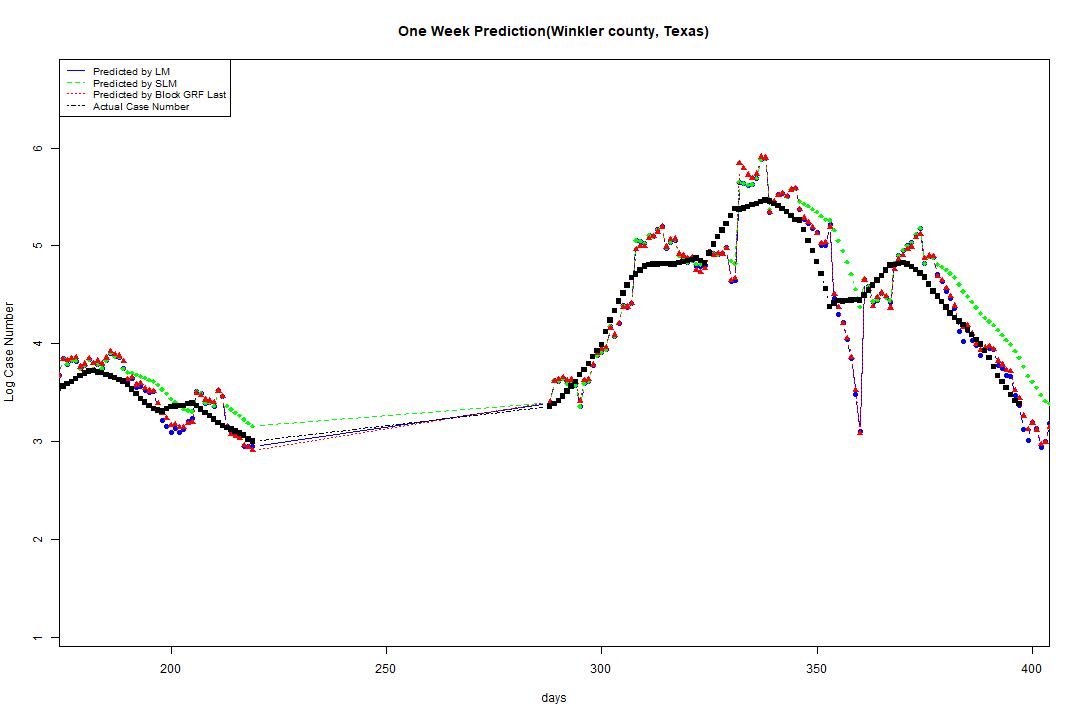 One Week Prediction(Winkler county, Texas)
Predicted by LM
Predicted by SLM
Predicted by Block GRF Last
Actual Case Number
6
5
4
3
2
1
Log Case Number
200 250 300 350 400
days